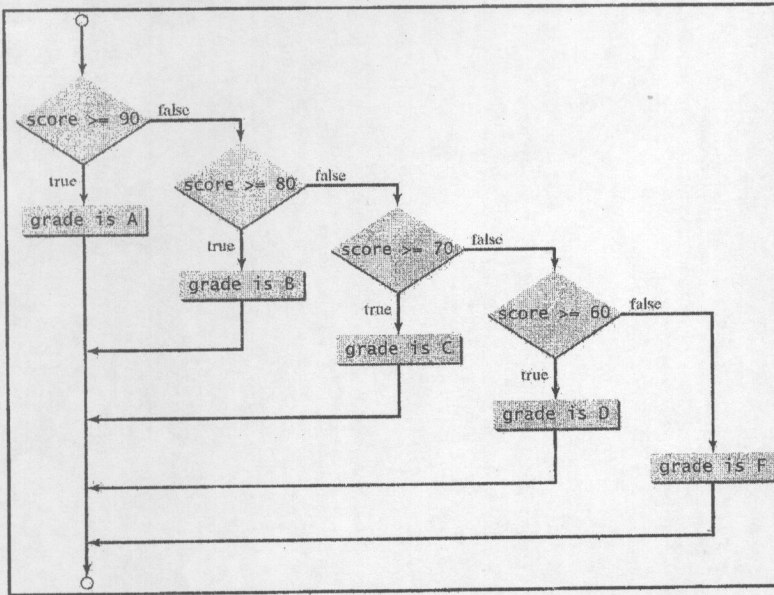 score >= 90
false
true
grade is A
score >= 80
false
true
grade is B
score >= 70
false
true
grade is C
score >= 60
false
true
grade is D
grade is F